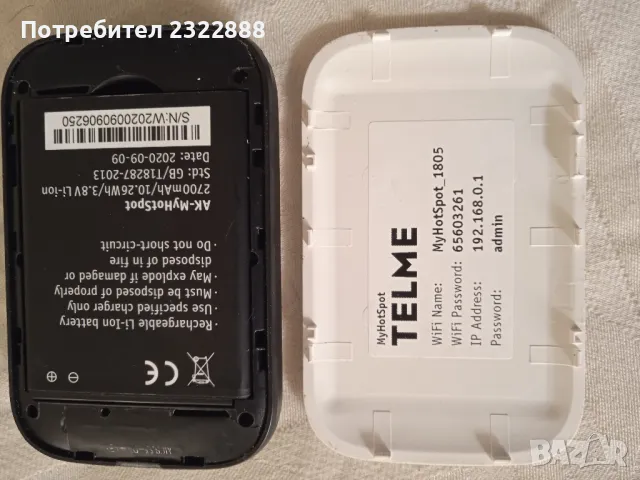 Потребител 2322888
S/N:W2020090906250
AK-MyHotSpot
2700mAh/10.26Wh/3.8V Li-ion
Std: GB/T18287-2013
Date: 2020-09-09
· Rechargeable Li-Ion battery
· Use specified charger only
· Must be disposed of properly
· May explode if damaged or
disposed of in fire
· Do not short-circuit
CE
MyHotSpot
TELME
WiFi Name: MyHotSpot_1805
WiFi Password: 65603261
IP Address: 192.168.0.1
Password: admin
BAZAR